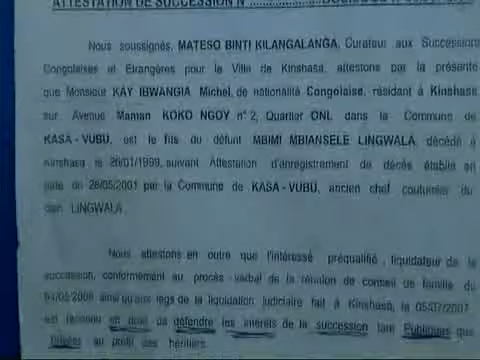 ATTESTATION DE SUCCESSION N°
Nous soussignés, MATESO BINTI KILANGALANGA, Curateur aux Successions
Congolaises et Etrangères pour le Ville de Kinshasa, attestons par la présente
que Monsieur KAY IBWANGIA Michel, de nationalité Congolaise, résidant à Kinshasa
sur Avenue Maman KOKO NGOY n° 2, Quartier ONL dans la Commune de
KASA - VUBU, est le fils du défunt MBIMI MBIANSELE LINGWALA, décédé à
Kinshasa le 26/01/1999, suivant Attestation d'enregistrement de décès établie en
date du 28/05/2001 par la Commune de KASA - VUBU, ancien chef coutumier du
clan LINGWALA.
Nous attestons en outre que l'intéressé préqualifié, liquidateur de la
succession, conformément au procès verbal de la réunion de conseil de famille du
ainsi qu'aux legs de la liquidation judiciaire fait à Kinshasa, le 05/07/2007
est reconnu en droit de défendre les intérêts de la succession tant Publiques que
Privées au profit des héritiers.